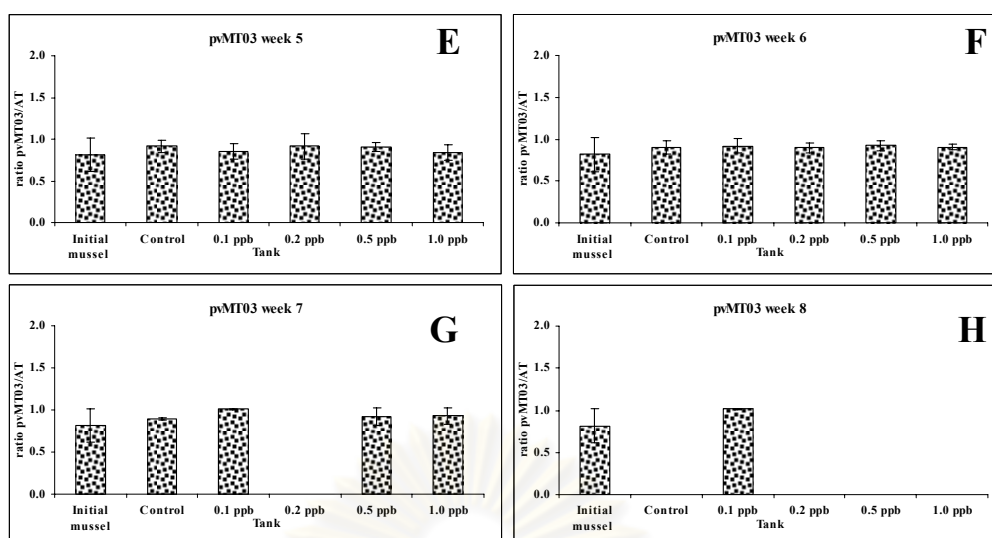 pvMT03 week 5
E
ratio pvMT03/AT
2.0
1.5
1.0
0.5
0.0
Initial mussel
Control
0.1 ppb
0.2 ppb
0.5 ppb
1.0 ppb
Tank
pvMT03 week 6
F
ratio pvMT03/AT
2.0
1.5
1.0
0.5
0.0
Initial mussel
Control
0.1 ppb
0.2 ppb
0.5 ppb
1.0 ppb
Tank
pvMT03 week 7
G
ratio pvMT03/AT
2.0
1.5
1.0
0.5
0.0
Initial mussel
Control
0.1 ppb
0.2 ppb
0.5 ppb
1.0 ppb
Tank
pvMT03 week 8
H
ratio pvMT03/AT
2.0
1.5
1.0
0.5
0.0
Initial mussel
Control
0.1 ppb
0.2 ppb
0.5 ppb
1.0 ppb
Tank